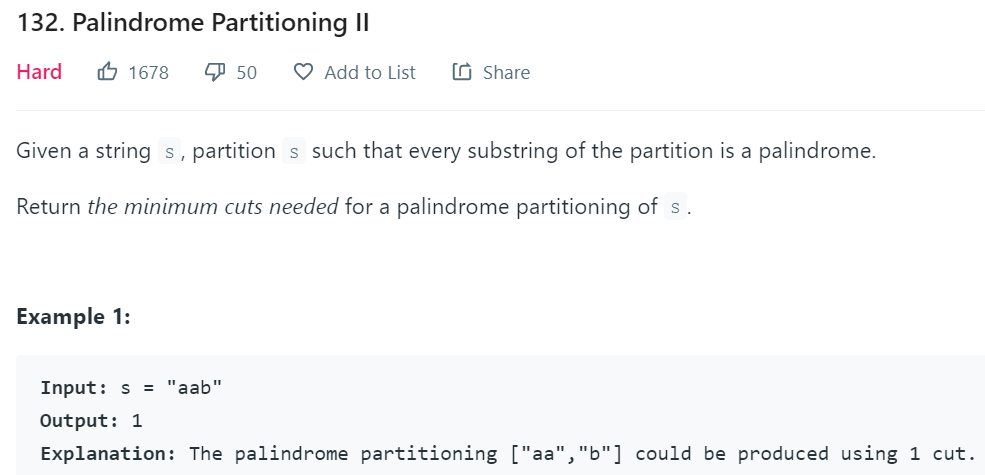 132. Palindrome Partitioning II
Hard 1678 50 Add to List Share
Given a string s, partition s such that every substring of the partition is a palindrome.
Return the minimum cuts needed for a palindrome partitioning of s.
Example 1:
Input: s = "aab"
Output: 1
Explanation: The palindrome partitioning ["aa","b"] could be produced using 1 cut.